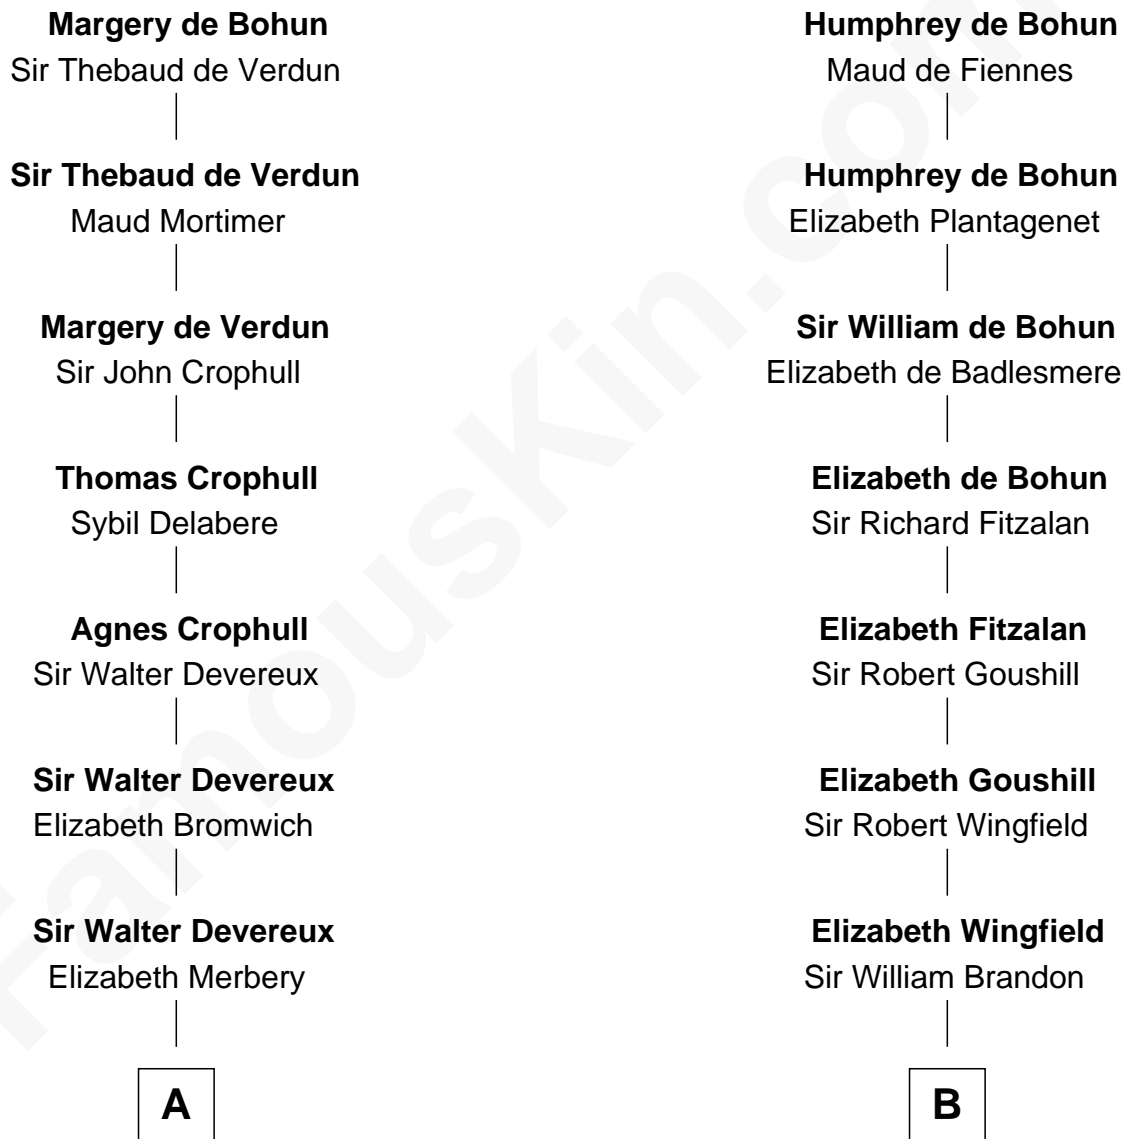 Margery de Bohun
Sir Thebaud de Verdun
Sir Thebaud de Verdun
Maud Mortimer
Margery de Verdun
Sir John Crophull
Thomas Crophull
Sybil Delabere
Agnes Crophull
Sir Walter Devereux
Sir Walter Devereux
Elizabeth Bromwich
Sir Walter Devereux
Elizabeth Merbery
A
Humphrey de Bohun
Maud de Fiennes
Humphrey de Bohun
Elizabeth Plantagenet
Sir William de Bohun
Elizabeth de Badlesmere
Elizabeth de Bohun
Sir Richard Fitzalan
Elizabeth Fitzalan
Sir Robert Goushill
Elizabeth Goushill
Sir Robert Wingfield
Elizabeth Wingfield
Sir William Brandon
B
FamousKin.com